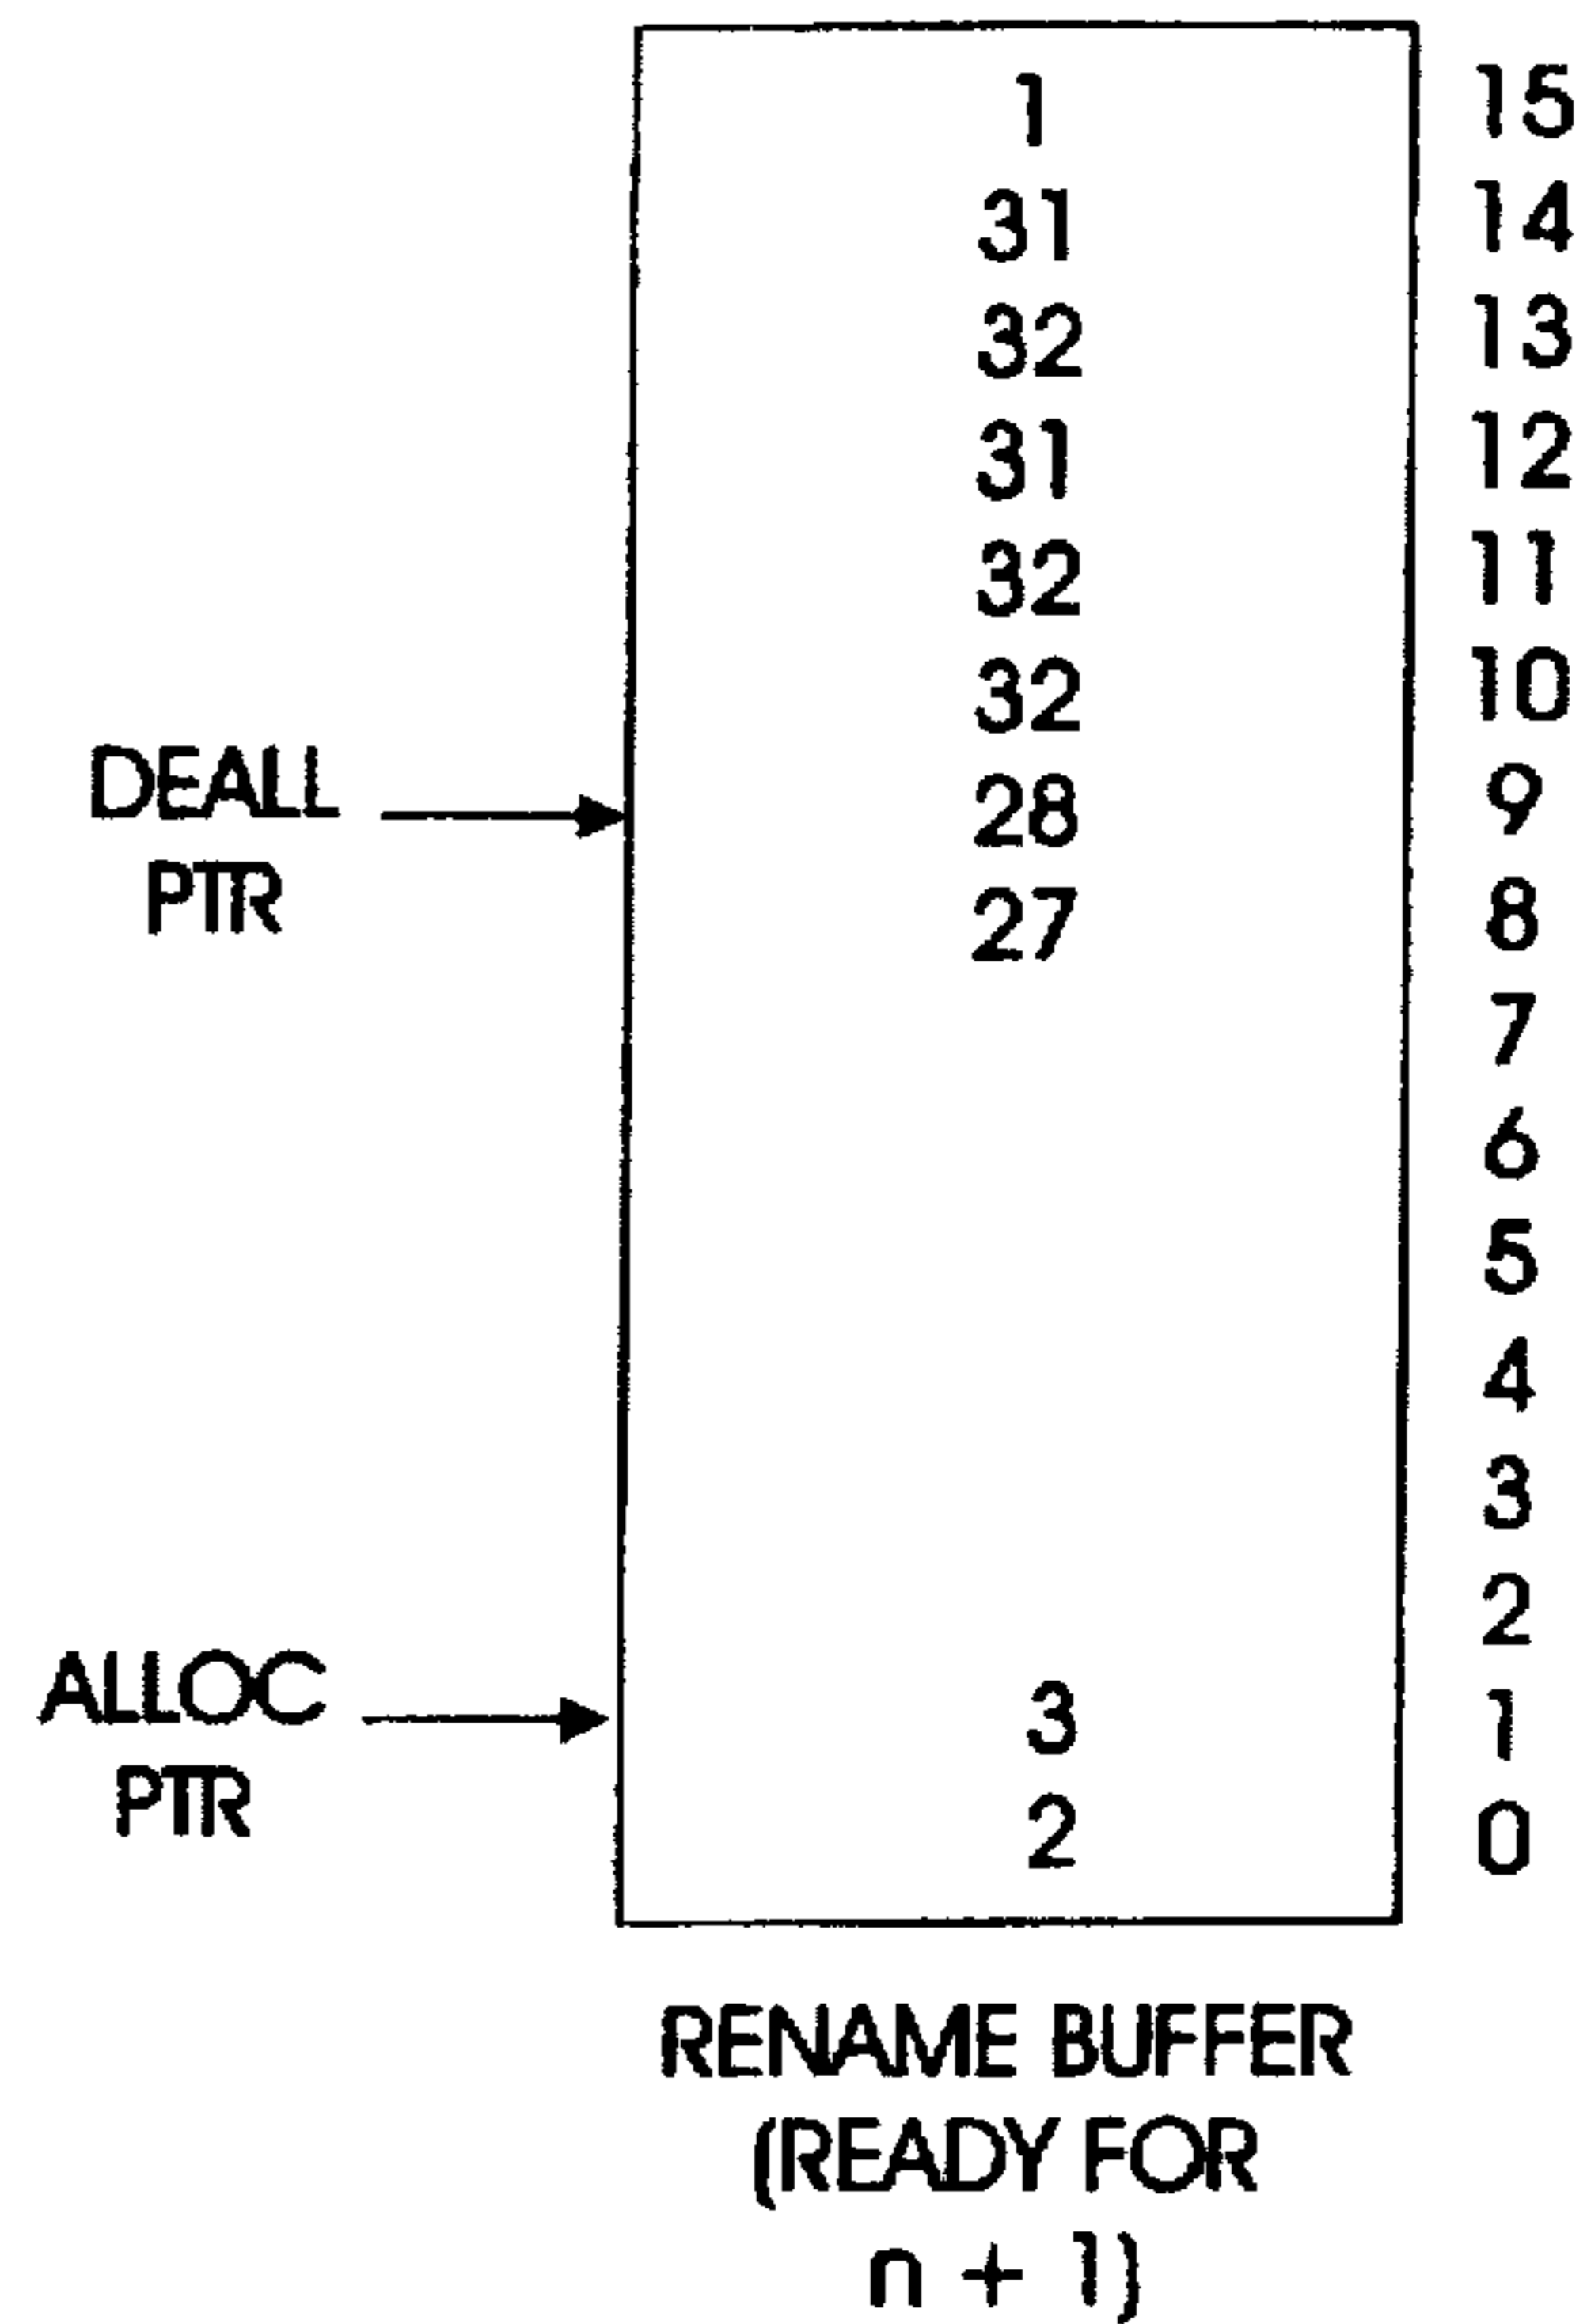 1 15
31 14
32 13
31 12
32 11
32 10
DEALL 28 9
PTR 27 8
7
6
5
4
3
2
ALLOC 3 1
PTR 2 0
RENAME BUFFER
(READY FOR
n + 1)